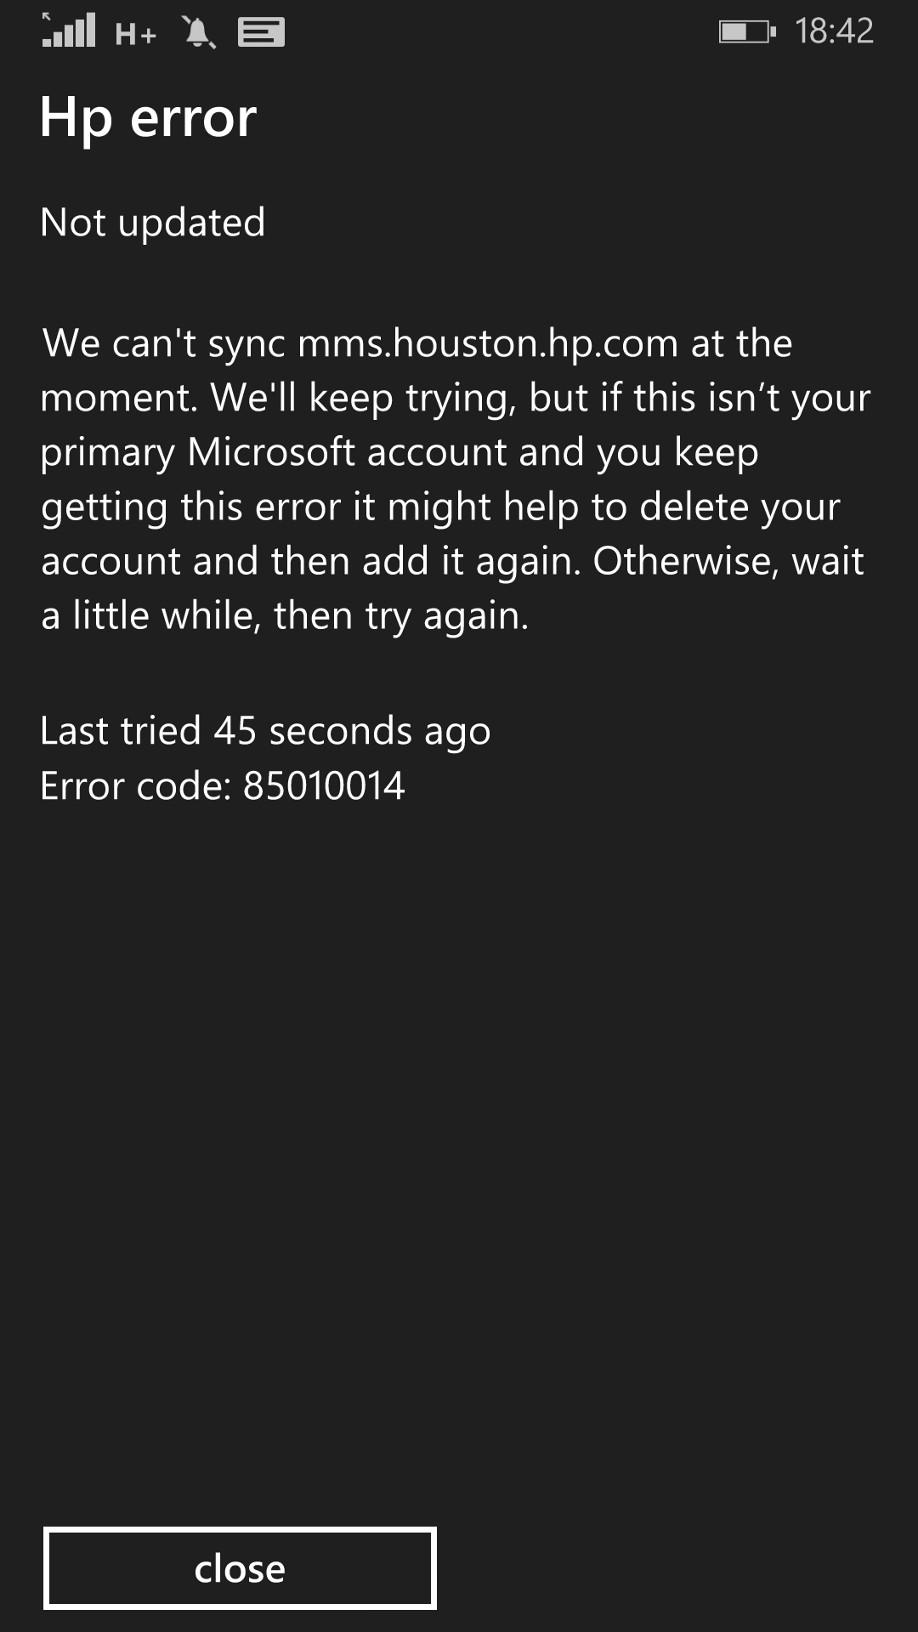 H+ 18:42
Hp error
Not updated
We can't sync mms.houston.hp.com at the
moment. We'll keep trying, but if this isn’t your
primary Microsoft account and you keep
getting this error it might help to delete your
account and then add it again. Otherwise, wait
a little while, then try again.
Last tried 45 seconds ago
Error code: 85010014
close